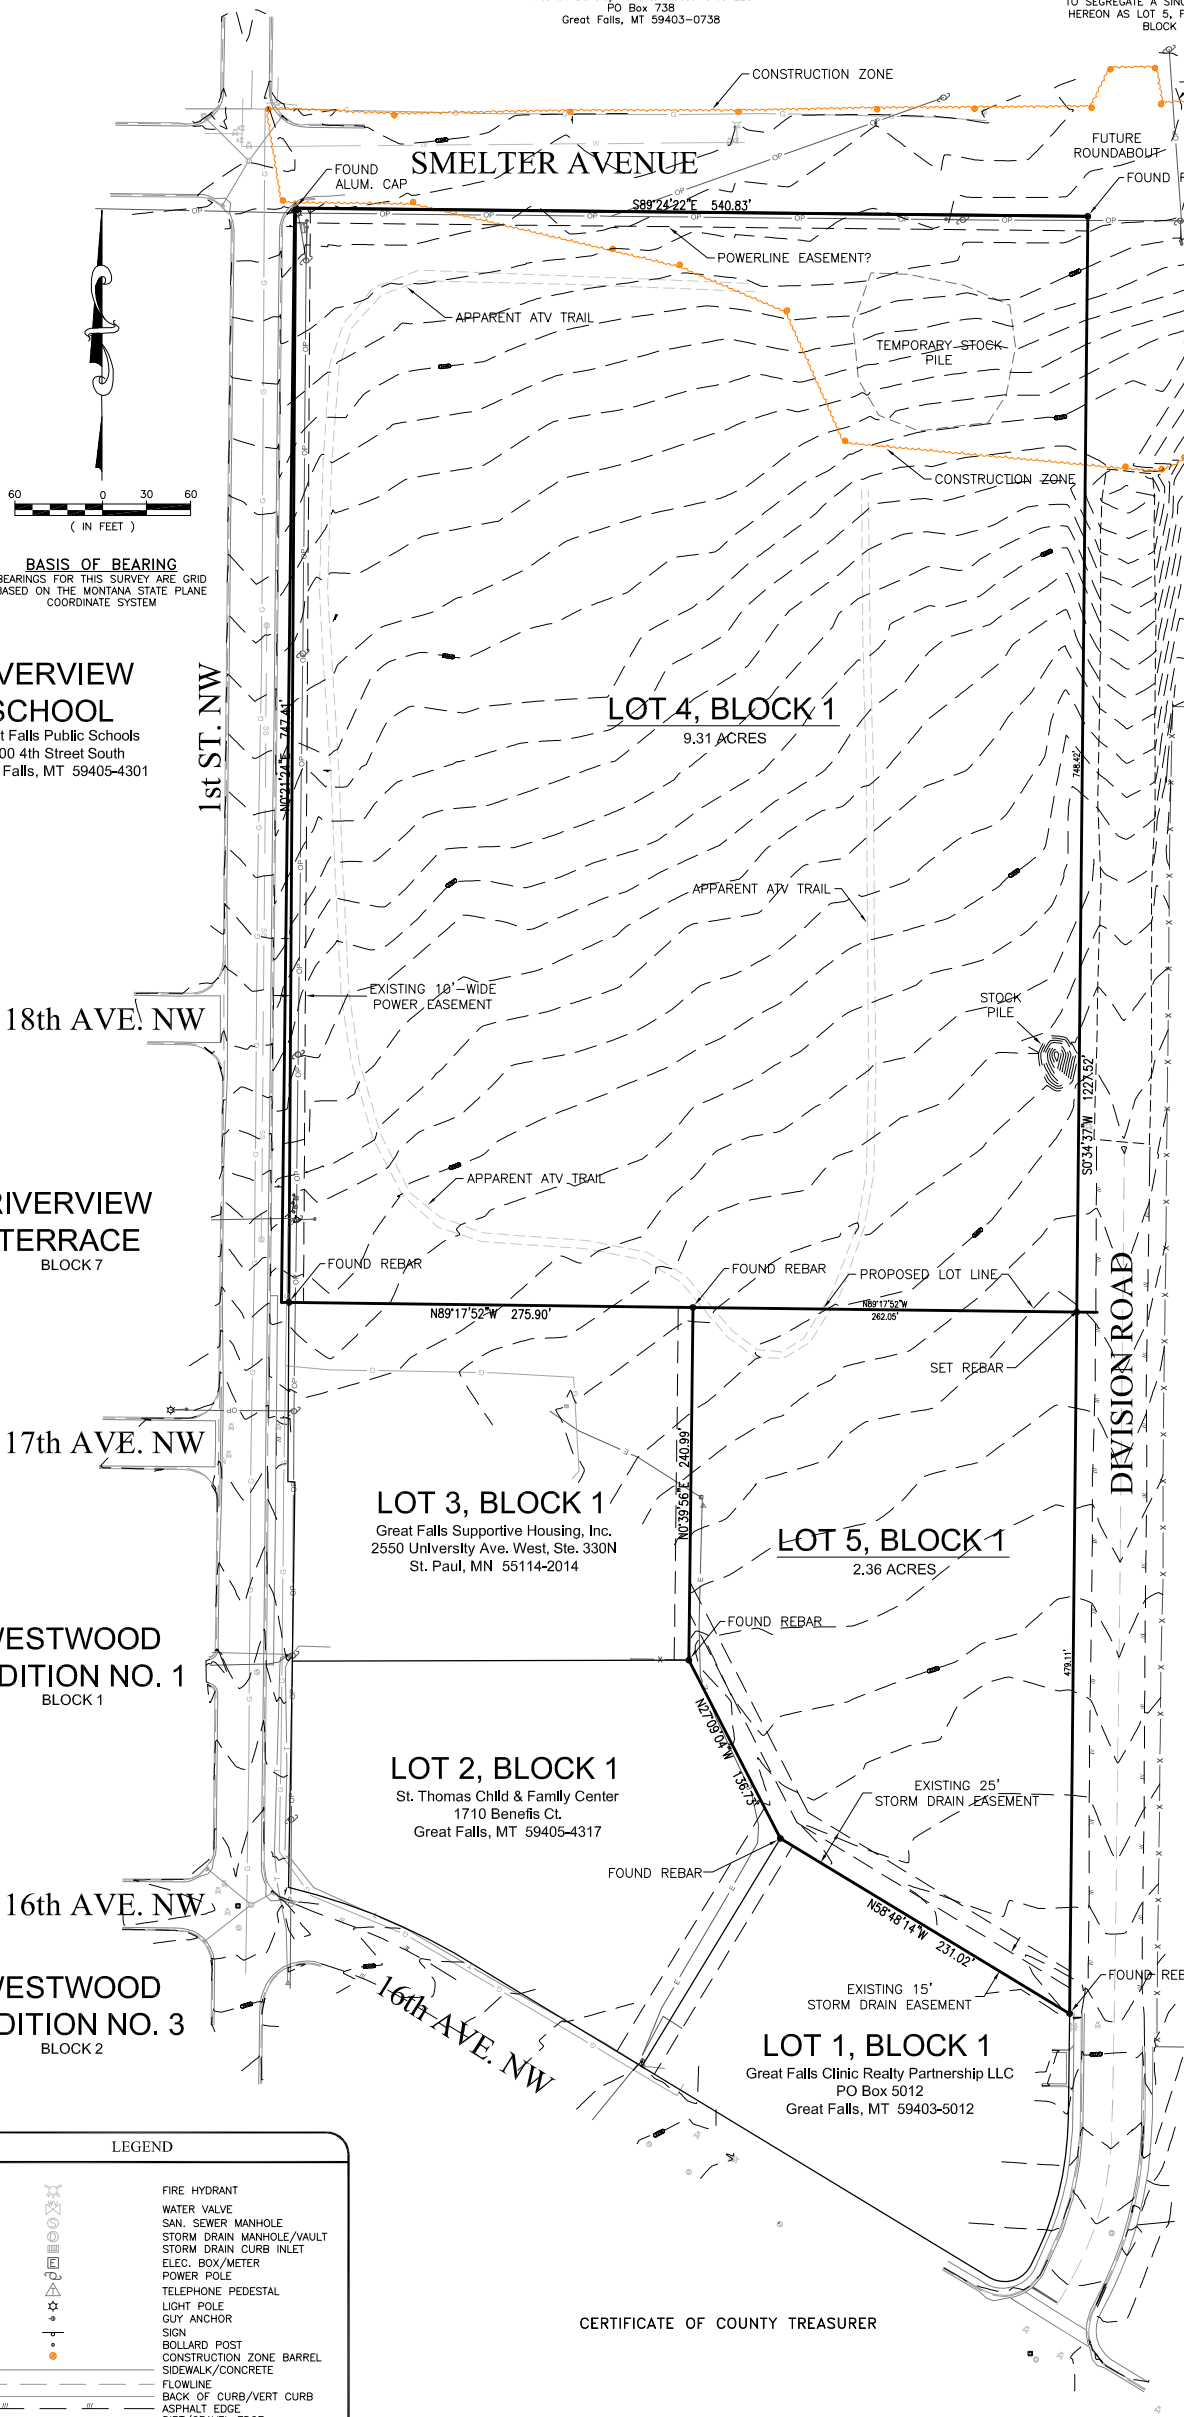 PO Box 738
Great Falls, MT 59403-0738
HEREON AS LOT 5,
BLOCK
CONSTRUCTION ZONE
FUTURE
ROUNDABOUT
FOUND
ALUM. CAP
SMELTER AVENUE
FOUND
S89°24'22"E 540.83'
POWERLINE EASEMENT?
APPARENT ATV TRAIL
TEMPORARY STOCK
PILE
CONSTRUCTION ZONE
60 0 30 60
( IN FEET )
BASIS OF BEARING
BEARINGS FOR THIS SURVEY ARE GRID
BASED ON THE MONTANA STATE PLANE
COORDINATE SYSTEM
VERVIEW
SCHOOL
t Falls Public Schools
00 4th Street South
Falls, MT 59405-4301
1st ST. NW
N0°21'24"E 747.41'
LOT 4, BLOCK 1
9.31 ACRES
748.42'
APPARENT ATV TRAIL
EXISTING 10'-WIDE
POWER EASEMENT
STOCK
PILE
18th AVE. NW
S0°34'37"W 1227.52'
APPARENT ATV TRAIL
RIVERVIEW
TERRACE
BLOCK 7
FOUND REBAR
FOUND REBAR
PROPOSED LOT LINE
N89°17'52"W 275.90'
N89°17'52"W
262.05'
SET REBAR
DIVISION ROAD
17th AVE. NW
N0°39'56"E 240.99'
LOT 3, BLOCK 1
Great Falls Supportive Housing, Inc.
2550 University Ave. West, Ste. 330N
St. Paul, MN 55114-2014
LOT 5, BLOCK 1
2.36 ACRES
FOUND REBAR
WESTWOOD
DITION NO. 1
BLOCK 1
479.11'
N27°09'04"W 136.73'
LOT 2, BLOCK 1
St. Thomas Child & Family Center
1710 Benefis Ct.
Great Falls, MT 59405-4317
EXISTING 25'
STORM DRAIN EASEMENT
FOUND REBAR
16th AVE. NW
N58°48'14"W 231.02'
FOUND REB
WESTWOOD
DITION NO. 3
BLOCK 2
EXISTING 15'
STORM DRAIN EASEMENT
16th AVE. NW
LOT 1, BLOCK 1
Great Falls Clinic Realty Partnership LLC
PO Box 5012
Great Falls, MT 59403-5012
LEGEND
FIRE HYDRANT
WATER VALVE
SAN. SEWER MANHOLE
STORM DRAIN MANHOLE/VAULT
STORM DRAIN CURB INLET
ELEC. BOX/METER
POWER POLE
TELEPHONE PEDESTAL
LIGHT POLE
GUY ANCHOR
SIGN
BOLLARD POST
CONSTRUCTION ZONE BARREL
SIDEWALK/CONCRETE
FLOWLINE
BACK OF CURB/VERT CURB
ASPHALT EDGE
CERTIFICATE OF COUNTY TREASURER